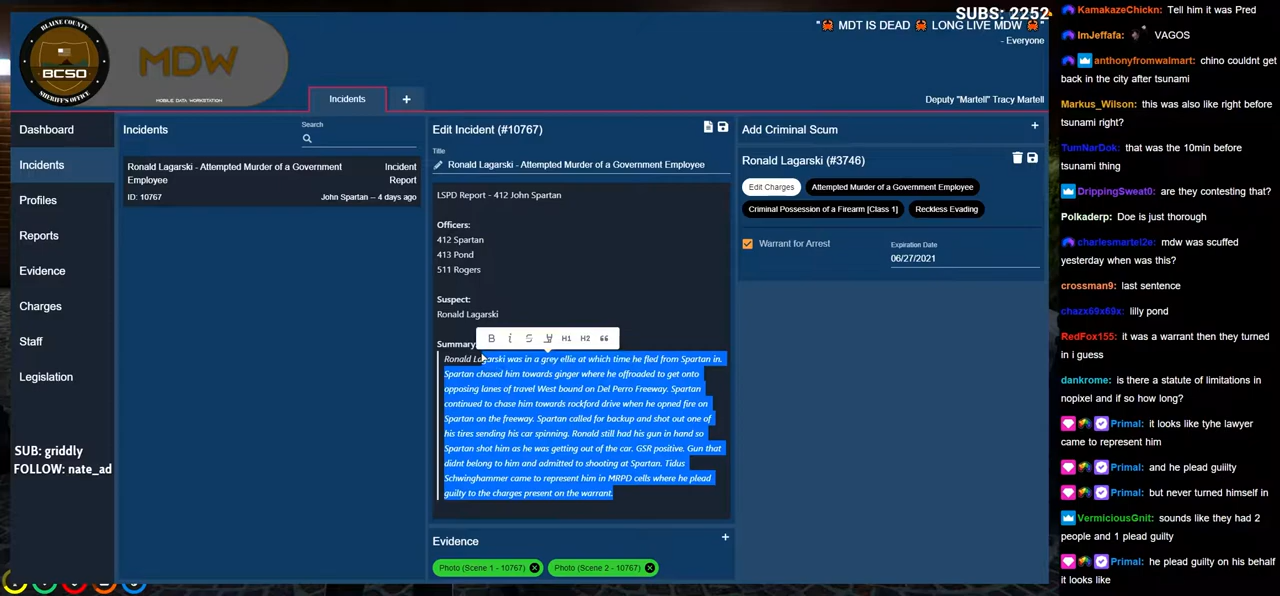 SUBS: 2252
BLAINE COUNTY
BCSO
SHERIFF'S OFFICE
MDW
MOBILE DATA WORKSTATION
" 🦀 MDT IS DEAD 🦀 LONG LIVE MDW 🦀 "
- Everyone
Incidents
+
Deputy "Martell" Tracy Martell
Dashboard
Incidents
Profiles
Reports
Evidence
Charges
Staff
Legislation
SUB: griddly
FOLLOW: nate_ad
Incidents
Search
Ronald Lagarski - Attempted Murder of a Government
Employee
Incident
Report
ID: 10767
John Spartan – 4 days ago
Edit Incident (#10767)
Title
Ronald Lagarski - Attempted Murder of a Government Employee
LSPD Report - 412 John Spartan
Officers:
412 Spartan
413 Pond
511 Rogers
Suspect:
Ronald Lagarski
B i S H1 H2 ❝
Summary
Ronald Lagarski was in a grey ellie at which time he fled from Spartan in.
Spartan chased him towards ginger where he offroaded to get onto
opposing lanes of travel West bound on Del Perro Freeway. Spartan
continued to chase him towards rockford drive when he opned fire on
Spartan on the freeway. Spartan called for backup and shot out one of
his tires sending his car spinning. Ronald still had his gun in hand so
Spartan shot him as he was getting out of the car. GSR positive. Gun that
didnt belong to him and admitted to shooting at Spartan. Tidus
Schwinghammer came to represent him in MRPD cells where he plead
guilty to the charges present on the warrant.
Evidence
+
Photo (Scene 1 - 10767)
Photo (Scene 2 - 10767)
Add Criminal Scum
+
Ronald Lagarski (#3746)
Edit Charges
Attempted Murder of a Government Employee
Criminal Possession of a Firearm [Class 1]
Reckless Evading
Warrant for Arrest
Expiration Date
06/27/2021
KamakazeChickn: Tell him it was Pred
ImJeffafa: VAGOS
anthonyfromwalmart: chino couldnt get
back in the city after tsunami
Markus_Wilson: this was also like right before
tsunami right?
TurnNarDok: that was the 10min before
tsunami thing
DrippingSweat0: are they contesting that?
Polkaderp: Doe is just thorough
charlesmartel2e: mdw was scuffed
yesterday when was this?
crossman9: last sentence
chazx69x69x: lilly pond
RedFox155: it was a warrant then they turned
in i guess
dankrome: is there a statute of limitations in
nopixel and if so how long?
Primal: it looks like tyhe lawyer
came to represent him
Primal: and he plead guiilty
Primal: but never turned himself in
VermiciousGnit: sounds like they had 2
people and 1 plead guilty
Primal: he plead guilty on his behalf
it looks like